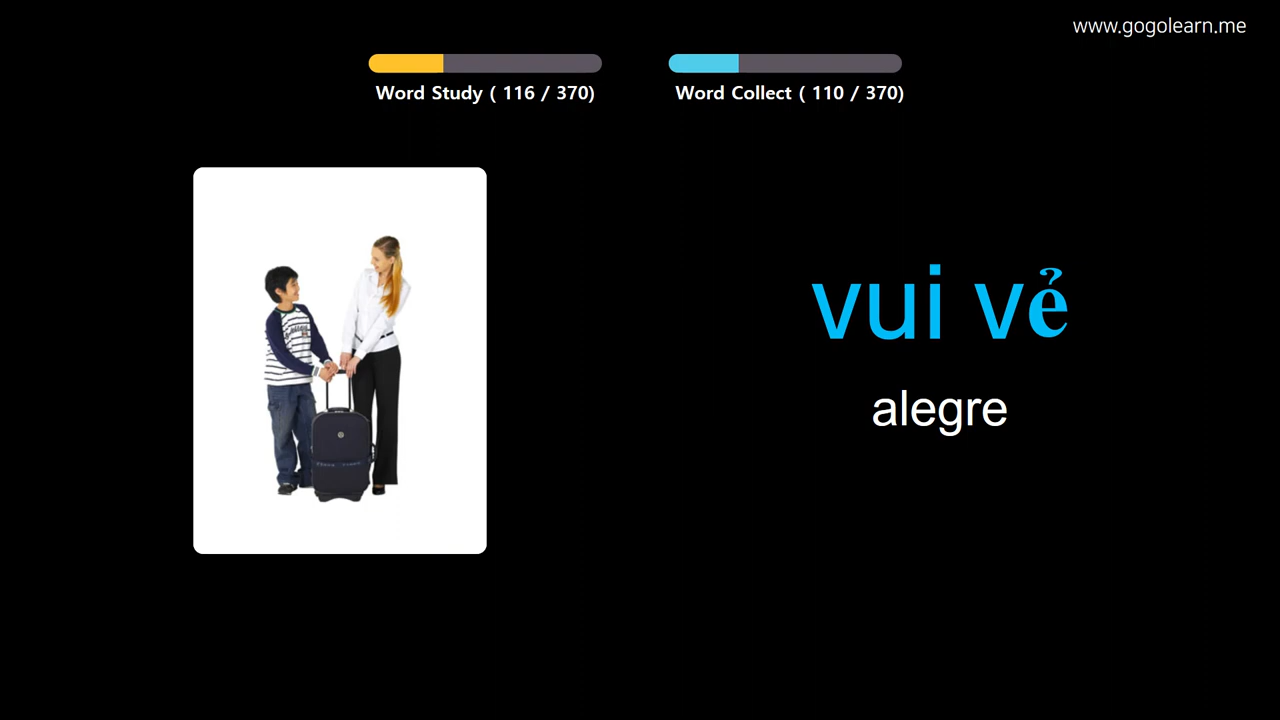 www.gogolearn.me
Word Study ( 116 / 370)
Word Collect ( 110 / 370)
vui vẻ
alegre